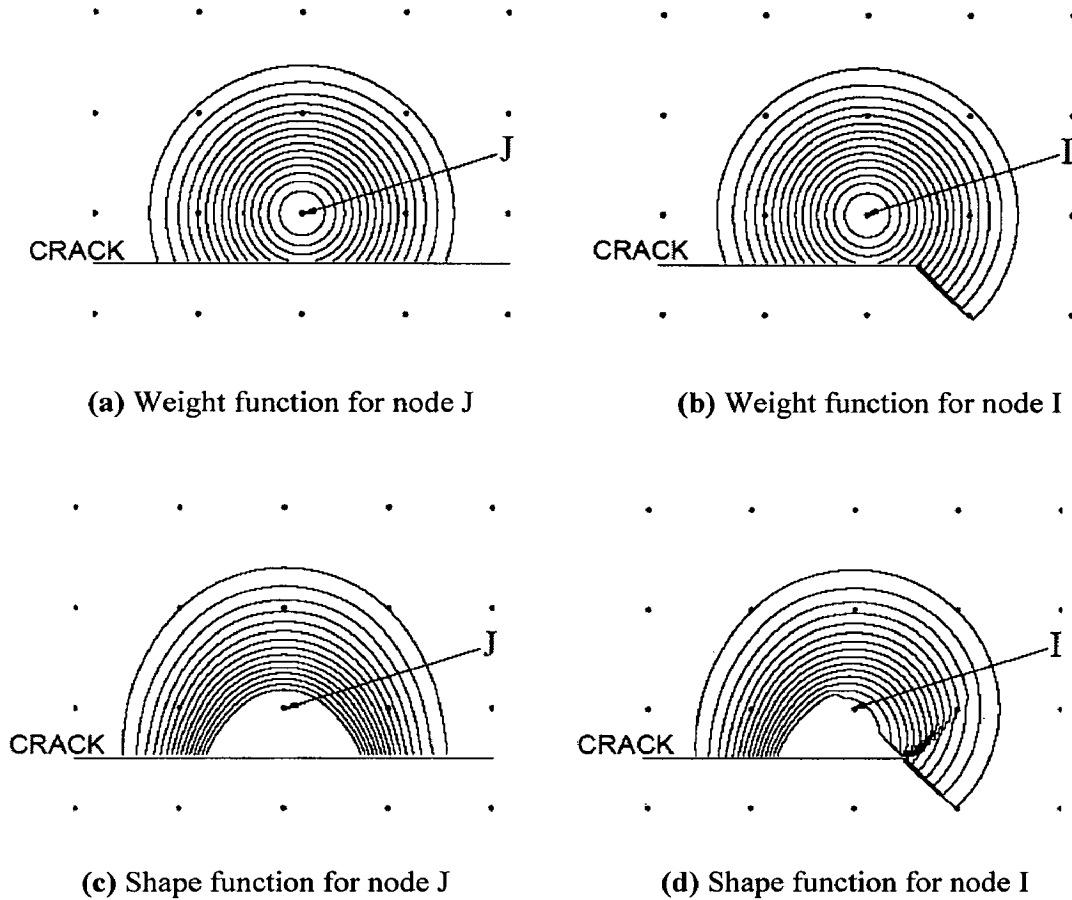 J
I
CRACK
CRACK
(a) Weight function for node J
(b) Weight function for node I
J
I
CRACK
CRACK
(c) Shape function for node J
(d) Shape function for node I